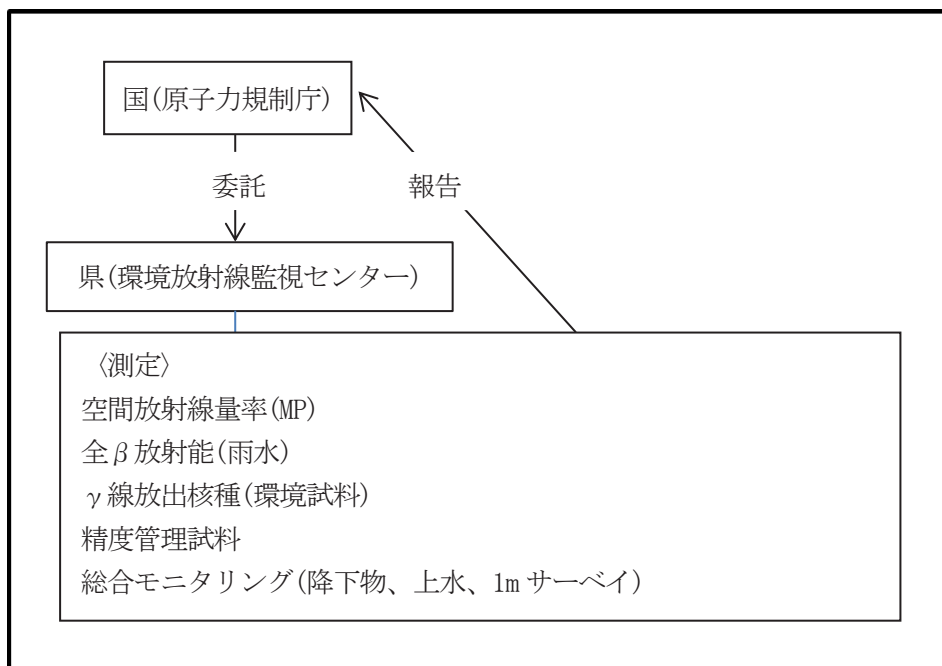 国(原子力規制庁)
委託
報告
県(環境放射線監視センター)
〈測定〉
空間放射線量率(MP)
全β放射能(雨水)
γ線放出核種(環境試料)
精度管理試料
総合モニタリング(降下物、上水、1m サーベイ)